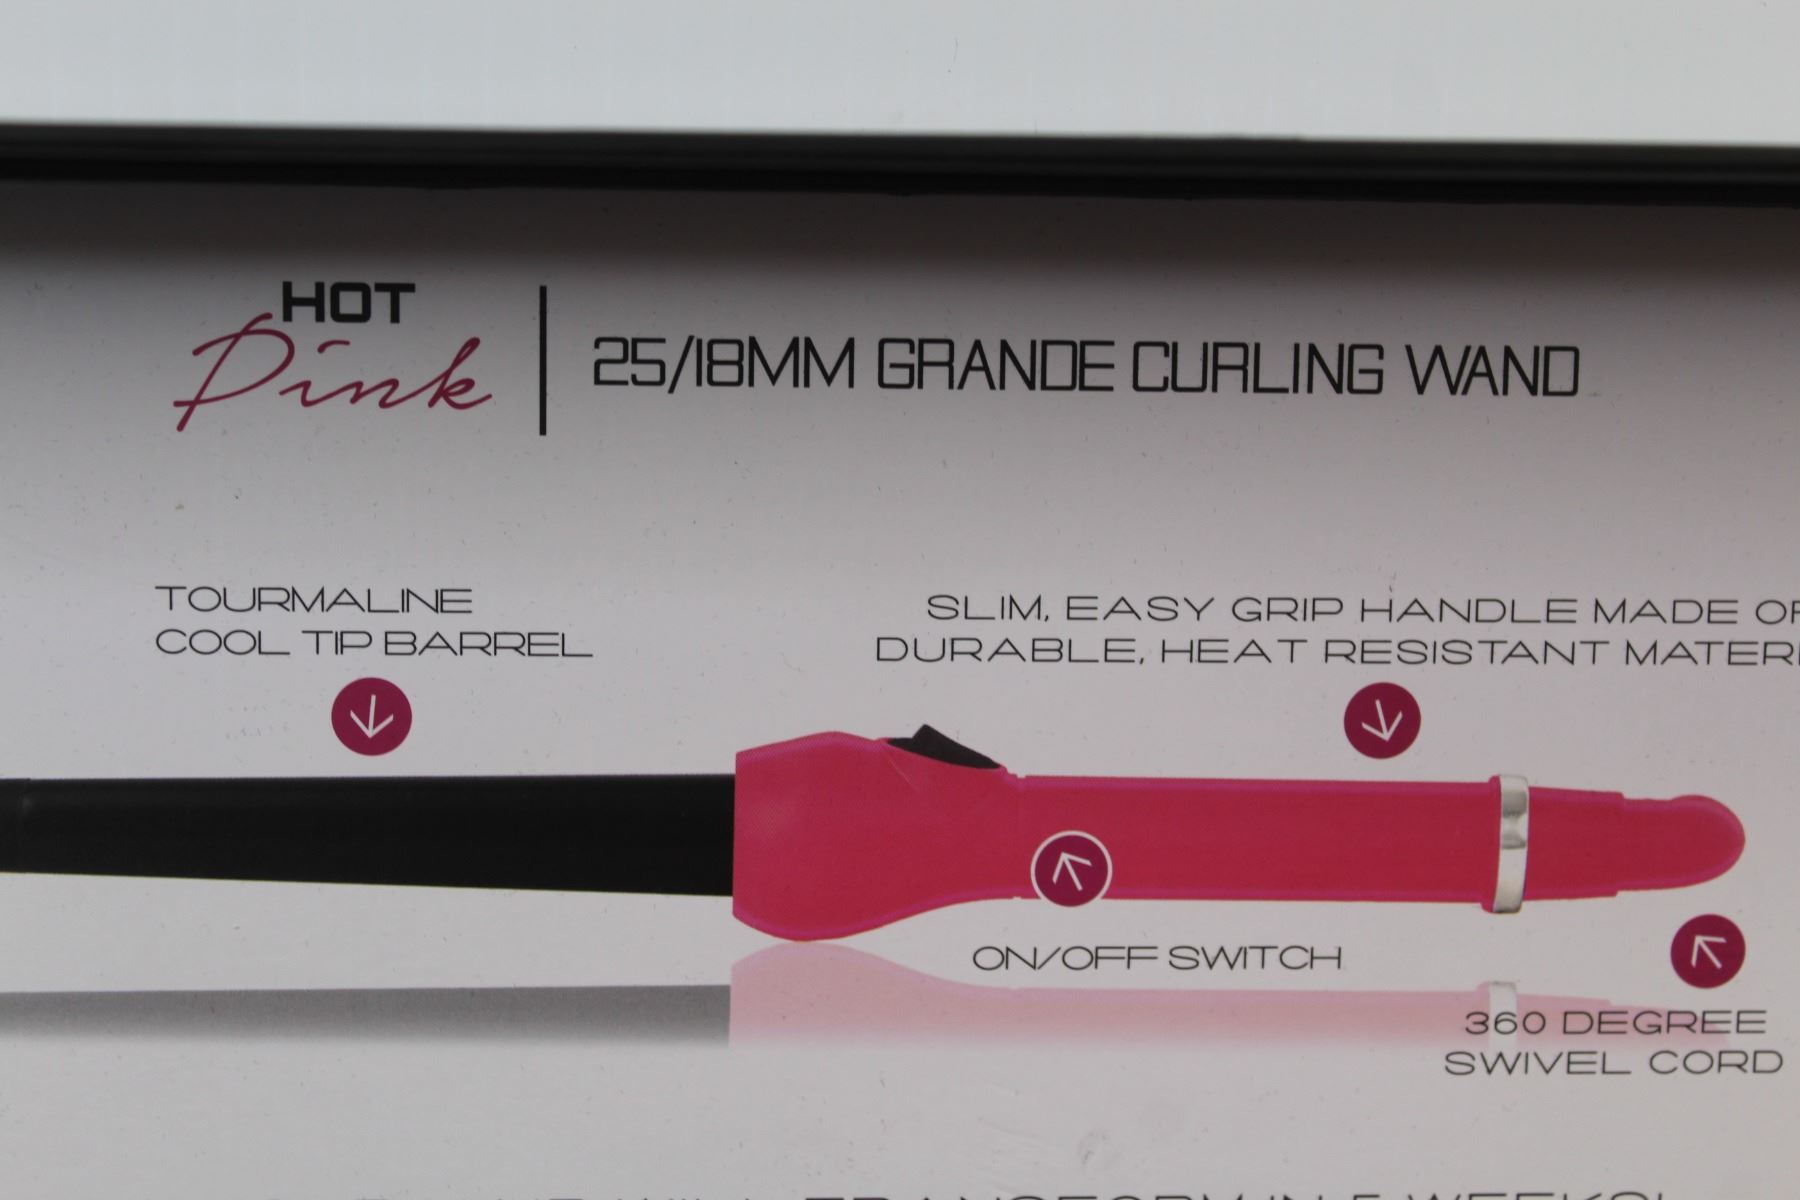 HOT
Pink
25/18MM GRANDE CURLING WAND
TOURMALINE
COOL TIP BARREL
SLIM, EASY GRIP HANDLE MADE
DURABLE, HEAT RESISTANT
ON/OFF SWITCH
360 DEGREE
SWIVEL CORD